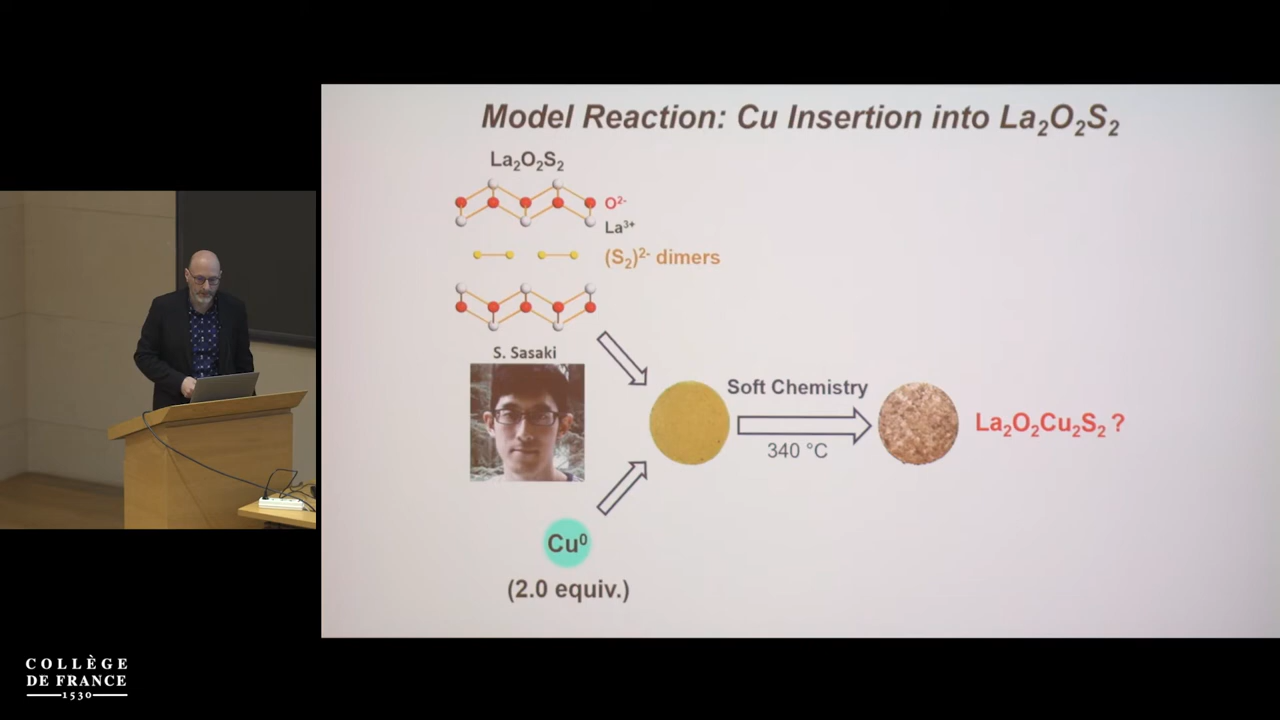 Model Reaction: Cu Insertion into La₂O₂S₂
La₂O₂S₂
O²⁻
La³⁺
(S₂)²⁻ dimers
S. Sasaki
Soft Chemistry
340 °C
La₂O₂Cu₂S₂ ?
Cu⁰
(2.0 equiv.)
COLLÈGE
DE FRANCE
1530